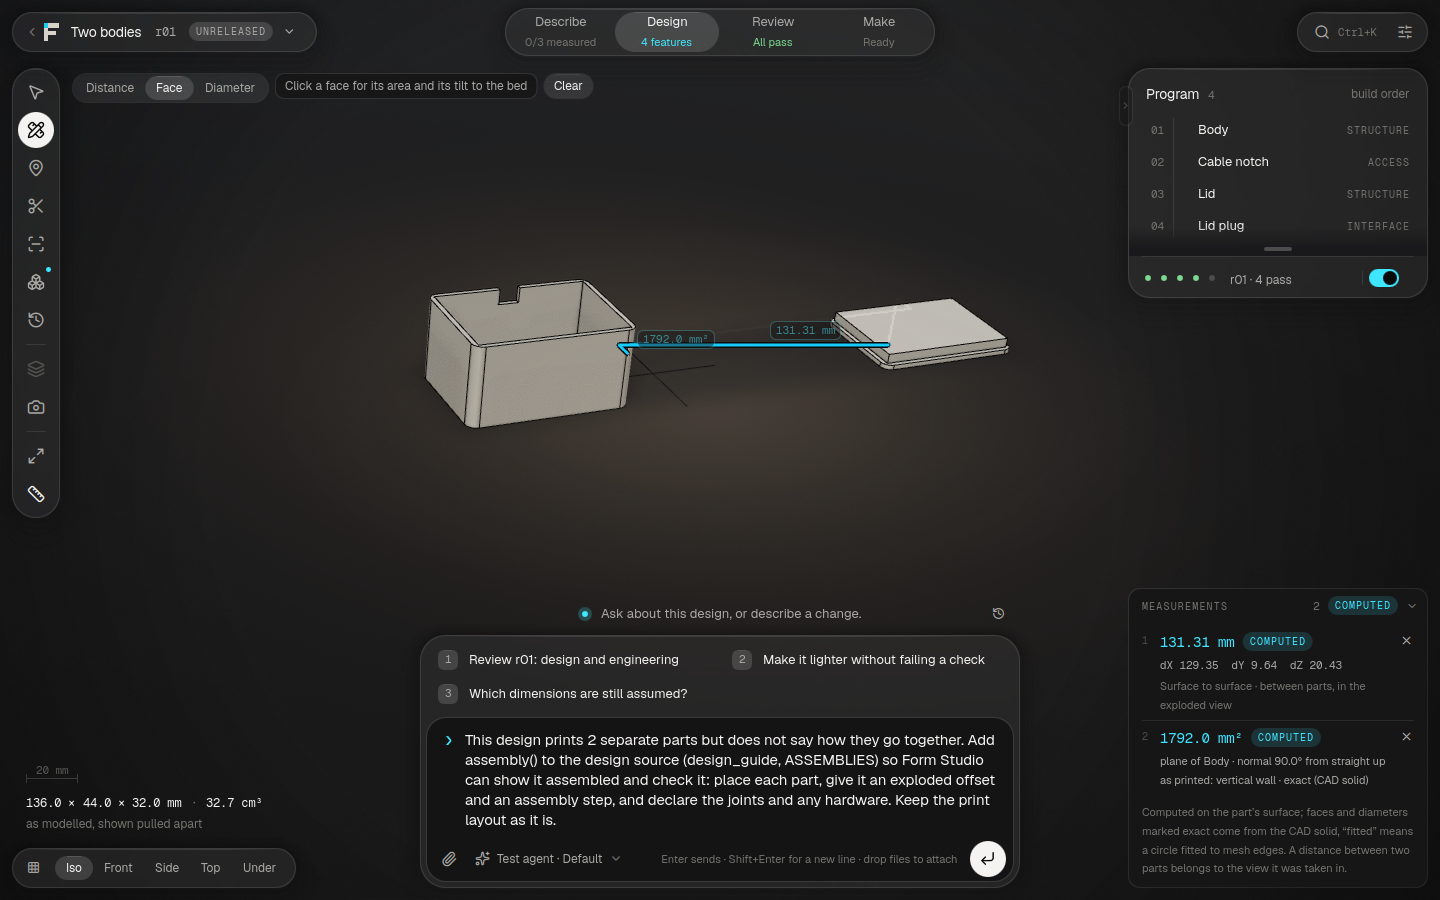 Two bodies r01 UNRELEASED
Describe
0/3 measured
Design
4 features
Review
All pass
Make
Ready
Ctrl+K
Distance Face Diameter
Click a face for its area and its tilt to the bed
Clear
Program 4 build order
01 Body STRUCTURE
02 Cable notch ACCESS
03 Lid STRUCTURE
04 Lid plug INTERFACE
r01 · 4 pass
1792.0 mm²
131.31 mm
Ask about this design, or describe a change.
1 Review r01: design and engineering
2 Make it lighter without failing a check
3 Which dimensions are still assumed?
This design prints 2 separate parts but does not say how they go together. Add
assembly() to the design source (design_guide, ASSEMBLIES) so Form Studio
can show it assembled and check it: place each part, give it an exploded offset
and an assembly step, and declare the joints and any hardware. Keep the print
layout as it is.
Test agent · Default
Enter sends · Shift+Enter for a new line · drop files to attach
MEASUREMENTS 2 COMPUTED
1 131.31 mm COMPUTED
dX 129.35 dY 9.64 dZ 20.43
Surface to surface · between parts, in the
exploded view
2 1792.0 mm² COMPUTED
plane of Body · normal 90.0° from straight up
as printed: vertical wall · exact (CAD solid)
Computed on the part's surface; faces and diameters
marked exact come from the CAD solid, “fitted” means
a circle fitted to mesh edges. A distance between two
parts belongs to the view it was taken in.
20 mm
136.0 × 44.0 × 32.0 mm · 32.7 cm³
as modelled, shown pulled apart
Iso Front Side Top Under